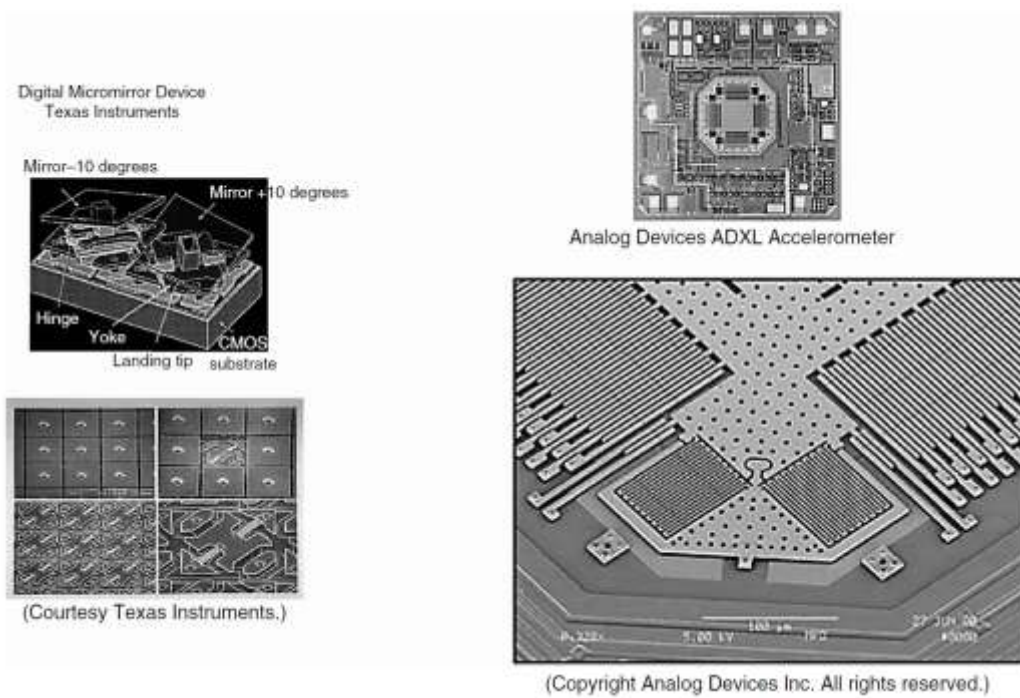 Digital Micromirror Device
Texas Instruments
Mirror–10 degrees
Mirror +10 degrees
Hinge
Yoke
CMOS
Landing tip
substrate
(Courtesy Texas Instruments.)
Analog Devices ADXL Accelerometer
100 µm
5.00 kV
27 JUN 00
#0000
(Copyright Analog Devices Inc. All rights reserved.)